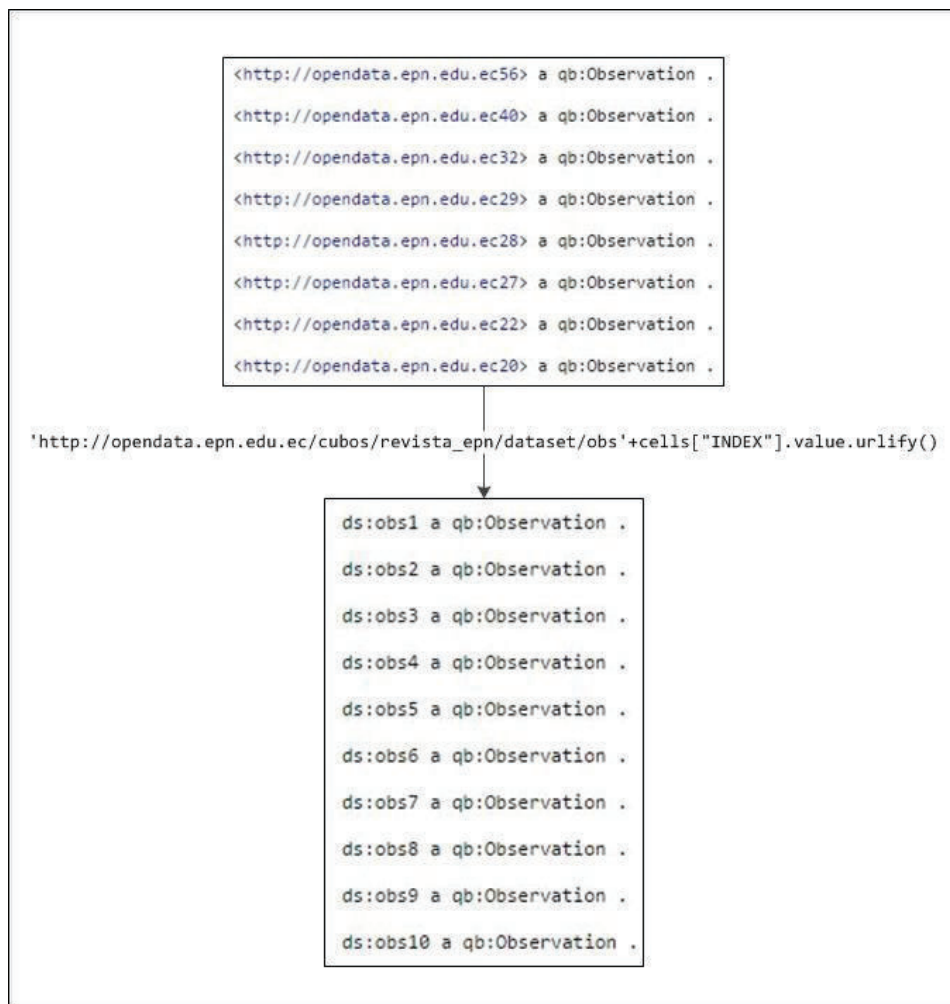 <http://opendata.epn.edu.ec56> a qb:Observation .
<http://opendata.epn.edu.ec40> a qb:Observation .
<http://opendata.epn.edu.ec32> a qb:Observation .
<http://opendata.epn.edu.ec29> a qb:Observation .
<http://opendata.epn.edu.ec28> a qb:Observation .
<http://opendata.epn.edu.ec27> a qb:Observation .
<http://opendata.epn.edu.ec22> a qb:Observation .
<http://opendata.epn.edu.ec20> a qb:Observation .
'http://opendata.epn.edu.ec/cubos/revista_epn/dataset/obs'+cells["INDEX"].value.urlify()
ds:obs1 a qb:Observation .
ds:obs2 a qb:Observation .
ds:obs3 a qb:Observation .
ds:obs4 a qb:Observation .
ds:obs5 a qb:Observation .
ds:obs6 a qb:Observation .
ds:obs7 a qb:Observation .
ds:obs8 a qb:Observation .
ds:obs9 a qb:Observation .
ds:obs10 a qb:Observation .